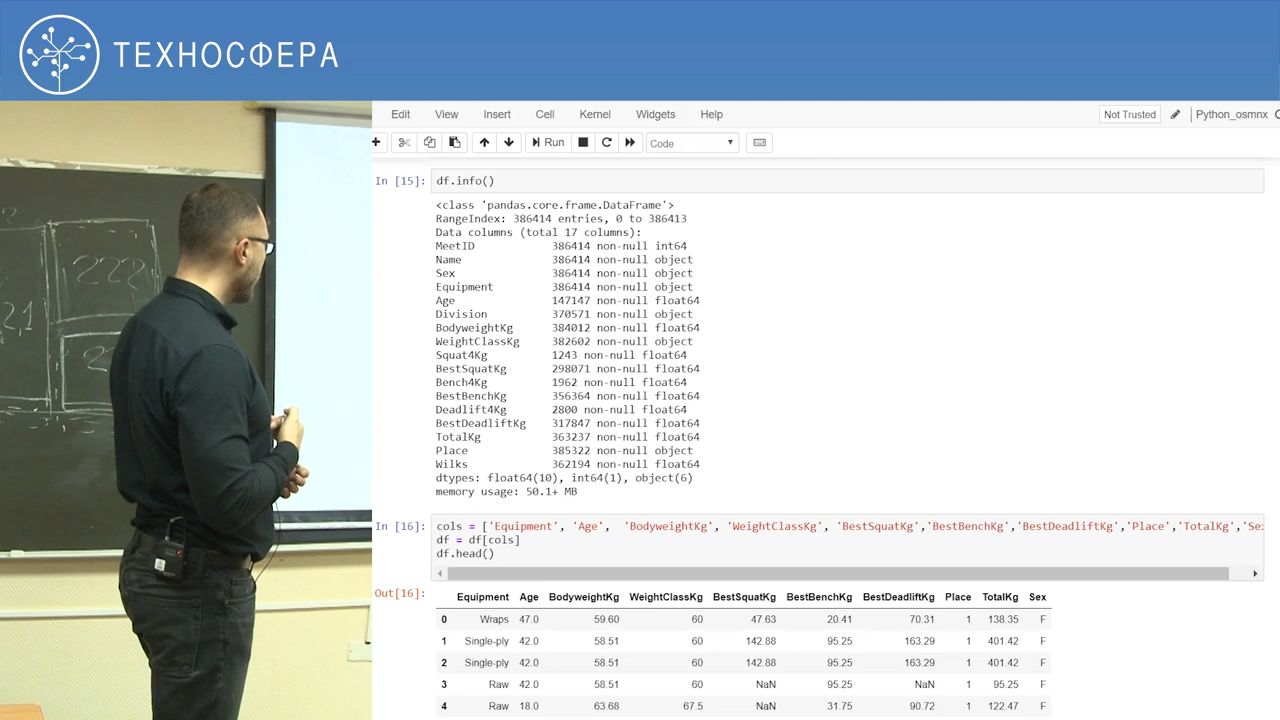 ТЕХНОСФЕРА
Edit View Insert Cell Kernel Widgets Help
Not Trusted
Python_osmnx
Run
Code
In [15]: df.info()
<class 'pandas.core.frame.DataFrame'>
RangeIndex: 386414 entries, 0 to 386413
Data columns (total 17 columns):
MeetID 386414 non-null int64
Name 386414 non-null object
Sex 386414 non-null object
Equipment 386414 non-null object
Age 147147 non-null float64
Division 370571 non-null object
BodyweightKg 384012 non-null float64
WeightClassKg 382602 non-null object
Squat4Kg 1243 non-null float64
BestSquatKg 298071 non-null float64
Bench4Kg 1962 non-null float64
BestBenchKg 356364 non-null float64
Deadlift4Kg 2800 non-null float64
BestDeadliftKg 317847 non-null float64
TotalKg 363237 non-null float64
Place 385322 non-null object
Wilks 362194 non-null float64
dtypes: float64(10), int64(1), object(6)
memory usage: 50.1+ MB
In [16]: cols = ['Equipment', 'Age', 'BodyweightKg', 'WeightClassKg', 'BestSquatKg','BestBenchKg','BestDeadliftKg','Place','TotalKg','Se
df = df[cols]
df.head()
Out[16]:
Equipment Age BodyweightKg WeightClassKg BestSquatKg BestBenchKg BestDeadliftKg Place TotalKg Sex
0 Wraps 47.0 59.60 60 47.63 20.41 70.31 1 138.35 F
1 Single-ply 42.0 58.51 60 142.88 95.25 163.29 1 401.42 F
2 Single-ply 42.0 58.51 60 142.88 95.25 163.29 1 401.42 F
3 Raw 42.0 58.51 60 NaN 95.25 NaN 1 95.25 F
4 Raw 18.0 63.68 67.5 NaN 31.75 90.72 1 122.47 F
222